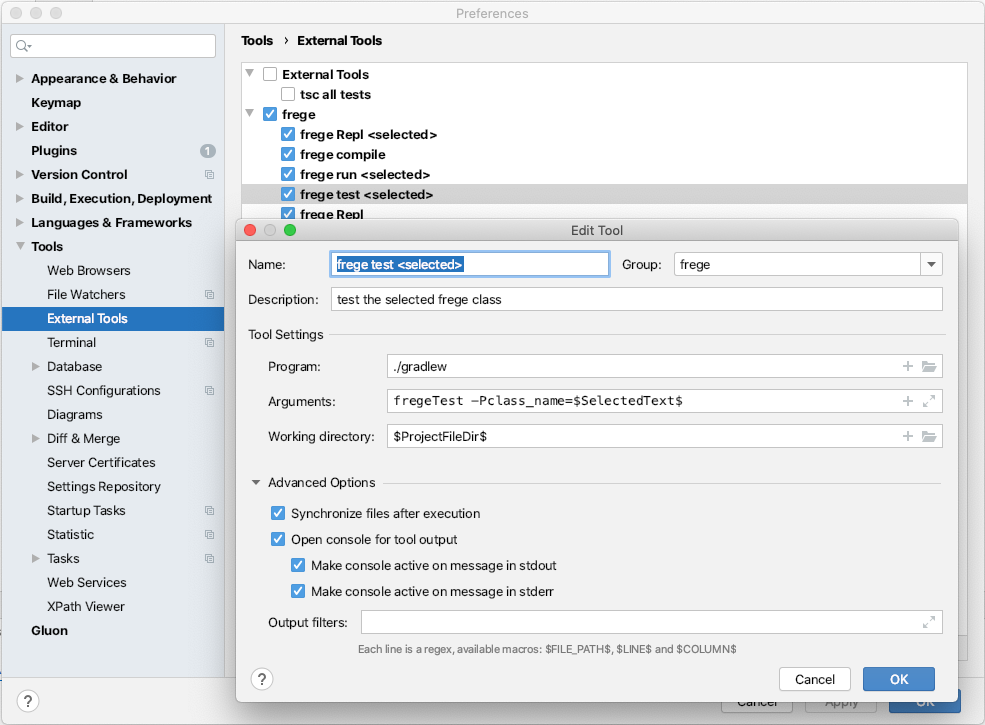 Preferences
Tools › External Tools
Appearance & Behavior
Keymap
Editor
Plugins 1
Version Control
Build, Execution, Deployment
Languages & Frameworks
Tools
Web Browsers
File Watchers
External Tools
Terminal
Database
SSH Configurations
Diagrams
Diff & Merge
Server Certificates
Settings Repository
Startup Tasks
Statistic
Tasks
Web Services
XPath Viewer
Gluon
?
External Tools
tsc all tests
frege
frege Repl <selected>
frege compile
frege run <selected>
frege test <selected>
frege Repl
Edit Tool
Name: frege test <selected> Group: frege
Description: test the selected frege class
Tool Settings
Program: ./gradlew
Arguments: fregeTest -Pclass_name=$SelectedText$
Working directory: $ProjectFileDir$
Advanced Options
Synchronize files after execution
Open console for tool output
Make console active on message in stdout
Make console active on message in stderr
Output filters:
Each line is a regex, available macros: $FILE_PATH$, $LINE$ and $COLUMN$
? Cancel OK
Cancel Apply OK